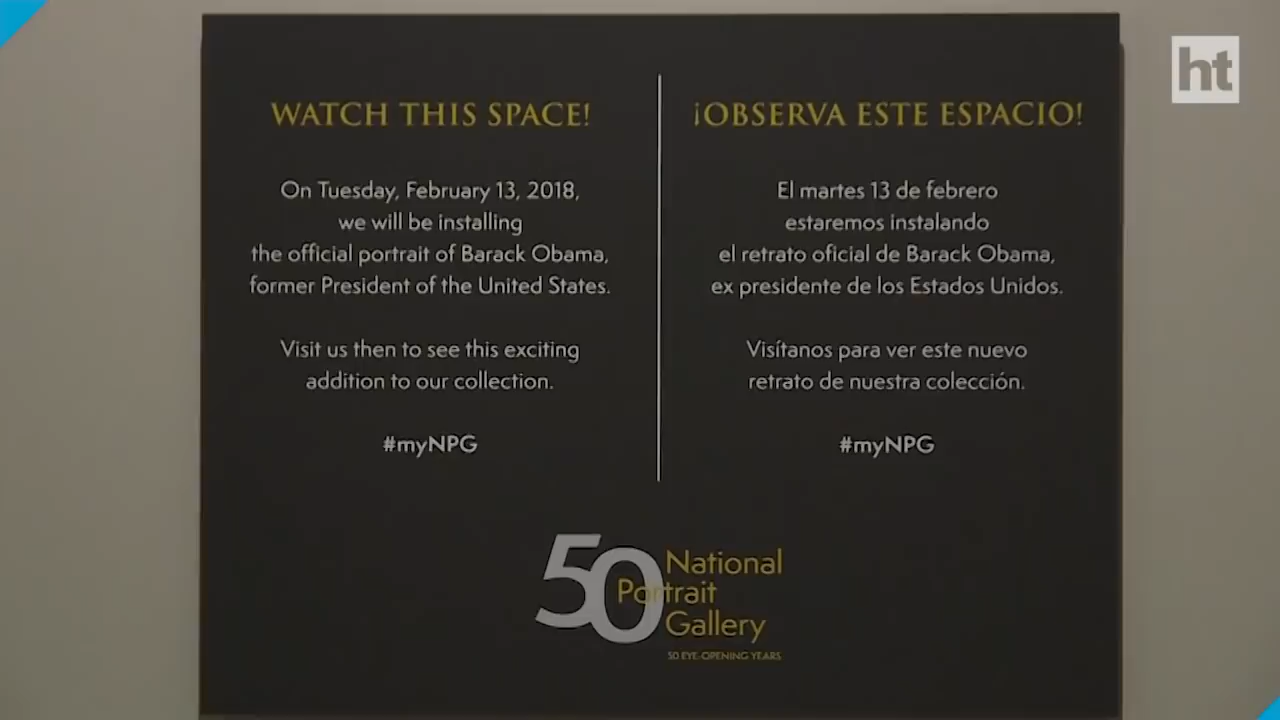 ht
WATCH THIS SPACE!
On Tuesday, February 13, 2018,
we will be installing
the official portrait of Barack Obama,
former President of the United States.
Visit us then to see this exciting
addition to our collection.
#myNPG
¡OBSERVA ESTE ESPACIO!
El martes 13 de febrero
estaremos instalando
el retrato oficial de Barack Obama,
ex presidente de los Estados Unidos.
Visítanos para ver este nuevo
retrato de nuestra colección.
#myNPG
50
National
Portrait
Gallery
50 EYE-OPENING YEARS